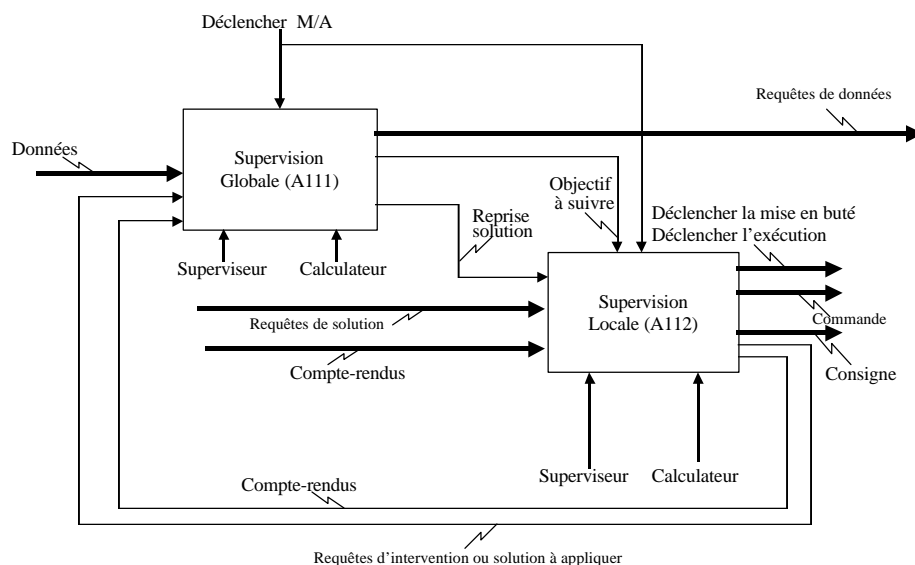 Déclencher M/A
Requêtes de données
Données
Supervision
Globale (A111)
Objectif
à suivre
Reprise
solution
Déclencher la mise en buté
Déclencher l’exécution
Superviseur
Calculateur
Supervision
Locale (A112)
Requêtes de solution
Commande
Compte-rendus
Consigne
Superviseur
Calculateur
Compte-rendus
Requêtes d’intervention ou solution à appliquer